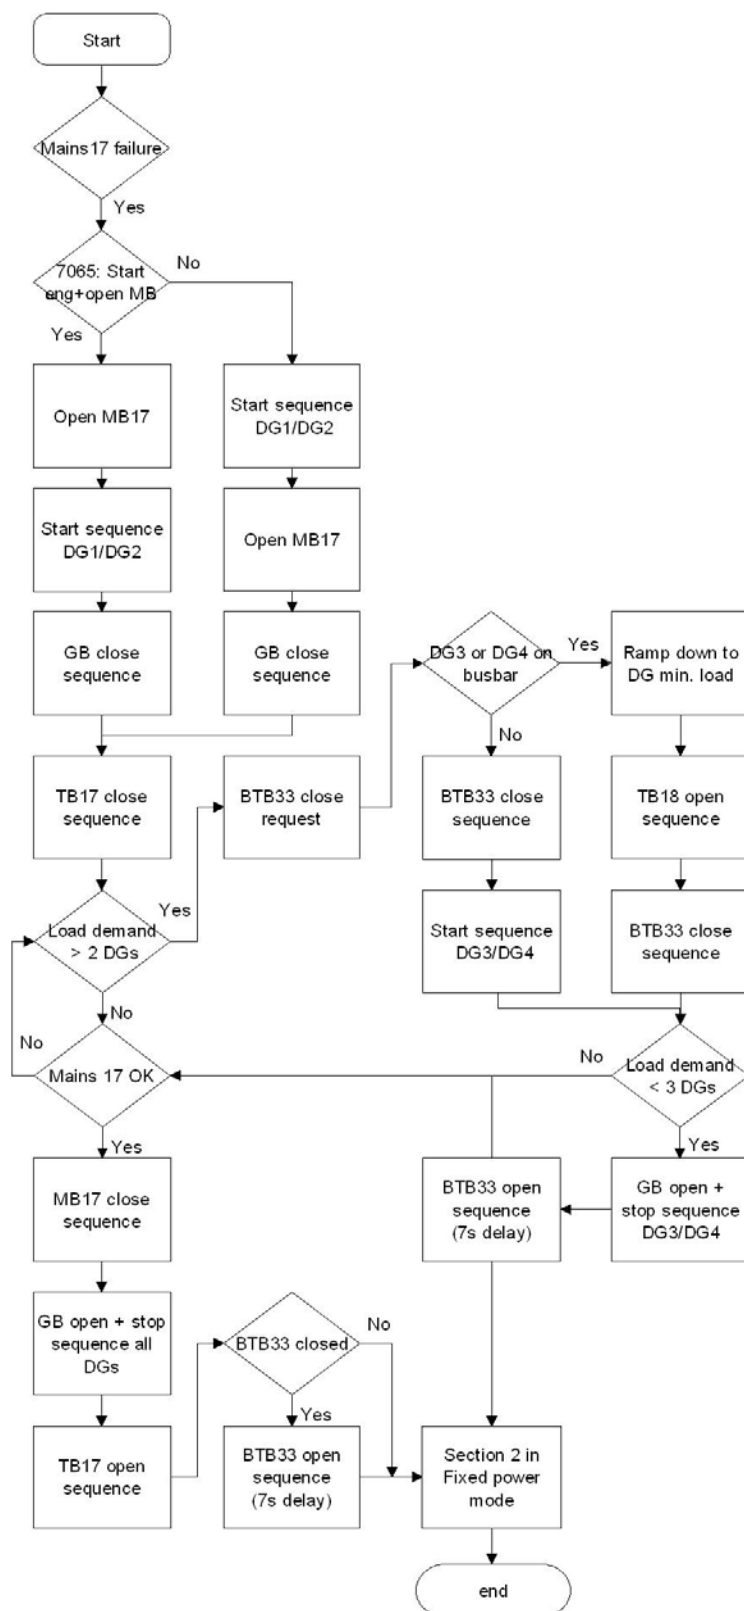 Start
Mains17 failure
Yes
7065: Start
eng+open MB
No
Yes
Open MB17
Start sequence
DG1/DG2
Start sequence
DG1/DG2
Open MB17
GB close
sequence
GB close
sequence
DG3 or DG4 on
busbar
Yes
Ramp down to
DG min. load
No
TB17 close
sequence
BTB33 close
request
BTB33 close
sequence
TB18 open
sequence
Yes
Load demand
> 2 DGs
Start sequence
DG3/DG4
BTB33 close
sequence
No
No
Mains 17 OK
No
Load demand
< 3 DGs
Yes
Yes
MB17 close
sequence
BTB33 open
sequence
(7s delay)
GB open +
stop sequence
DG3/DG4
GB open + stop
sequence all
DGs
BTB33 closed
No
Yes
TB17 open
sequence
BTB33 open
sequence
(7s delay)
Section 2 in
Fixed power
mode
end